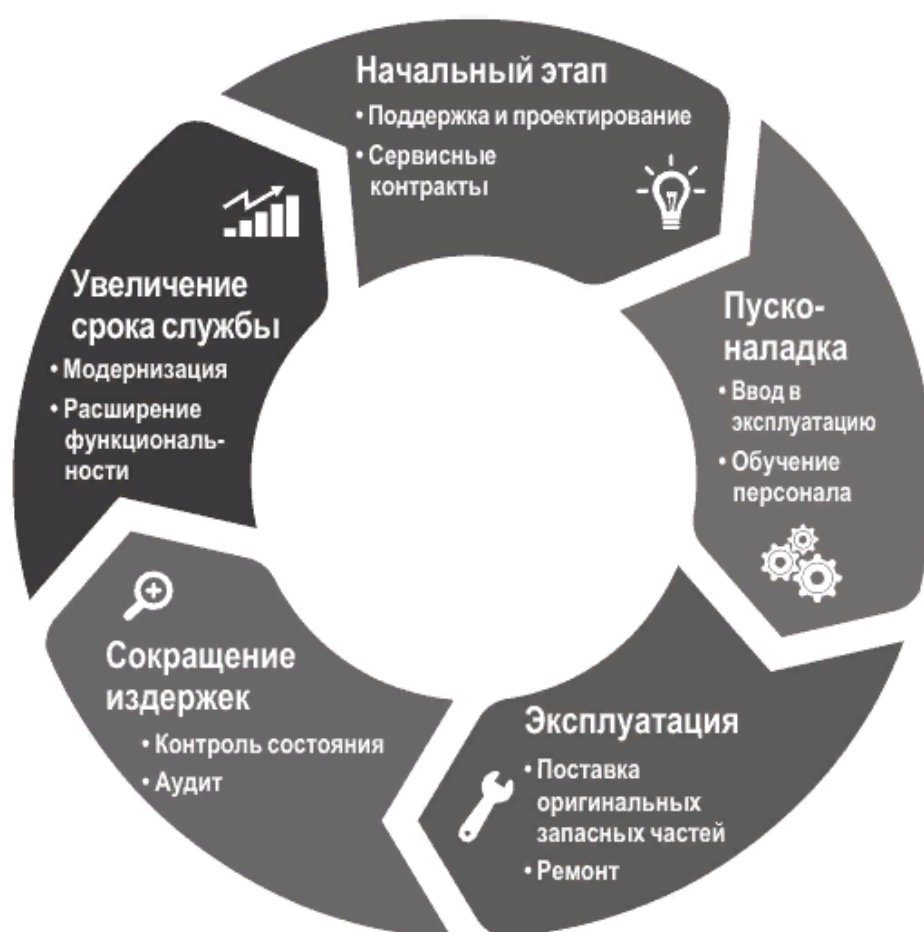 Начальный этап
• Поддержка и проектирование
• Сервисные
контракты
Пуско-
наладка
• Ввод в
эксплуатацию
• Обучение
персонала
Эксплуатация
• Поставка
оригинальных
запасных частей
• Ремонт
Сокращение
издержек
• Контроль состояния
• Аудит
Увеличение
срока службы
• Модернизация
• Расширение
функциональ-
ности